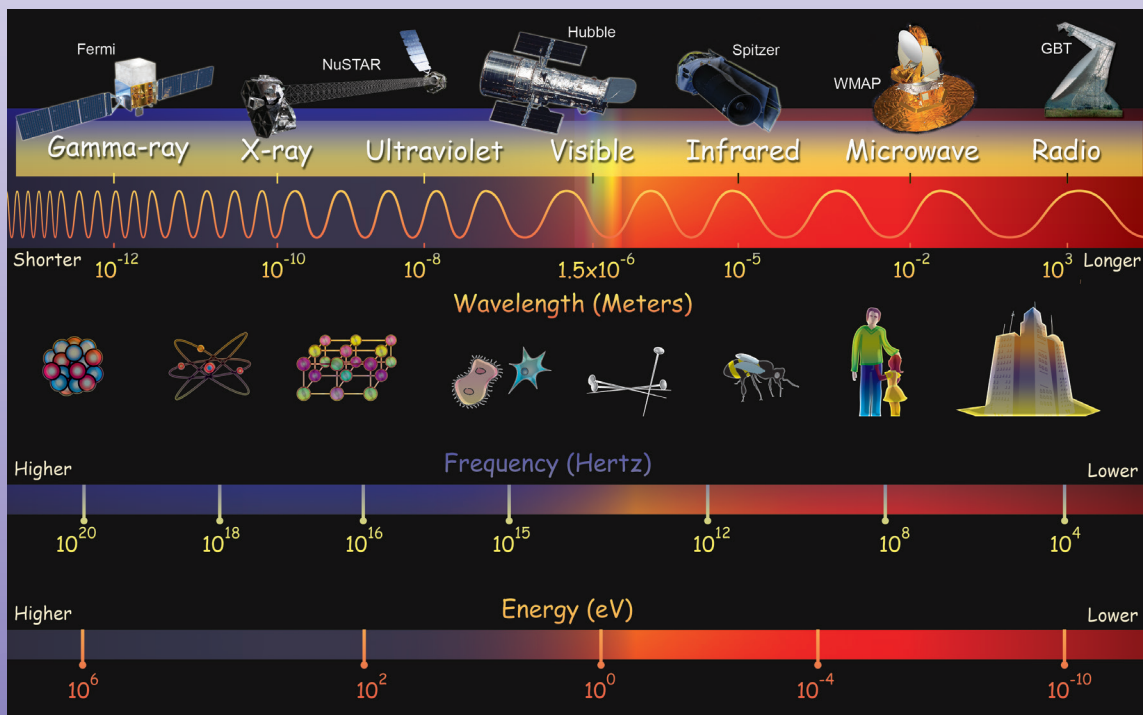 Fermi
NuSTAR
Hubble
Spitzer
WMAP
GBT
Gamma-ray X-ray Ultraviolet Visible Infrared Microwave Radio
Shorter 10⁻¹² 10⁻¹⁰ 10⁻⁸ 1.5x10⁻⁶ 10⁻⁵ 10⁻² 10³ Longer
Wavelength (Meters)
Higher Frequency (Hertz) Lower
10²⁰ 10¹⁸ 10¹⁶ 10¹⁵ 10¹² 10⁸ 10⁴
Higher Energy (eV) Lower
10⁶ 10² 10⁰ 10⁻⁴ 10⁻¹⁰